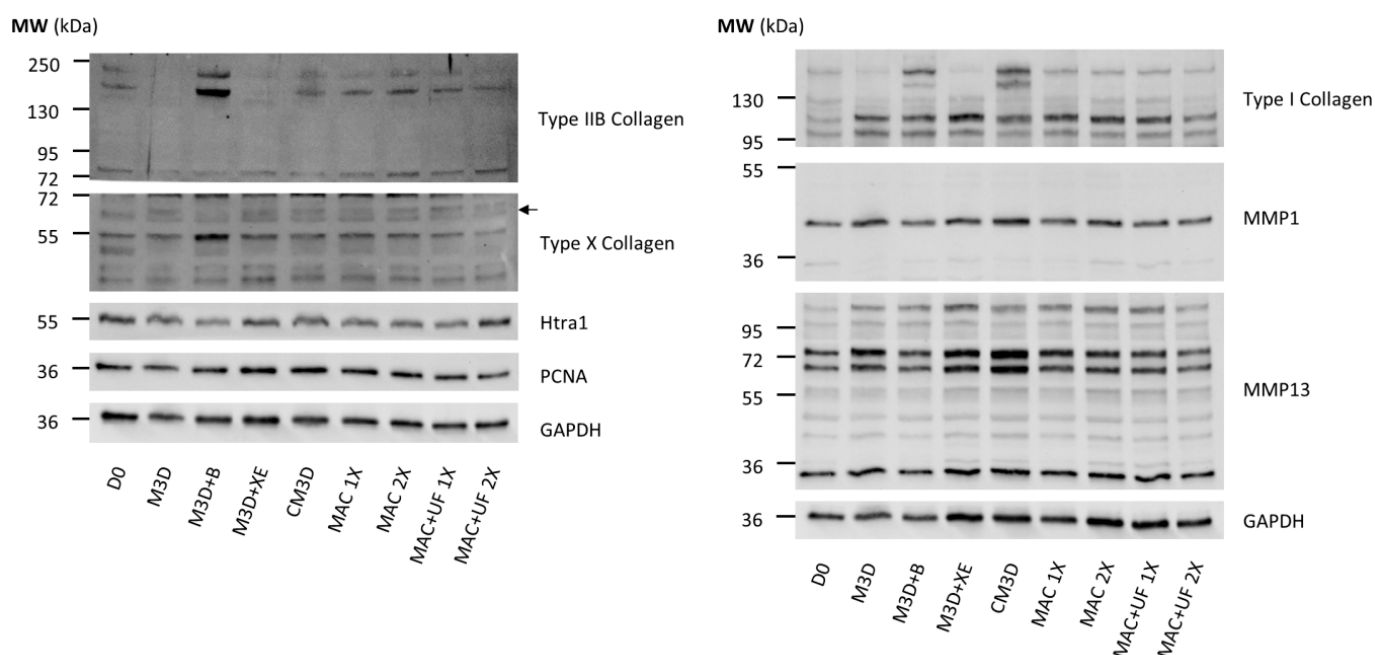 MW (kDa)
250
130
95
72
Type IIB Collagen
72
55
Type X Collagen
55
Htra1
36
PCNA
36
GAPDH
D0
M3D
M3D+B
M3D+XE
CM3D
MAC 1X
MAC 2X
MAC+UF 1X
MAC+UF 2X
MW (kDa)
130
95
Type I Collagen
55
36
MMP1
95
72
55
36
MMP13
36
GAPDH
D0
M3D
M3D+B
M3D+XE
CM3D
MAC 1X
MAC 2X
MAC+UF 1X
MAC+UF 2X